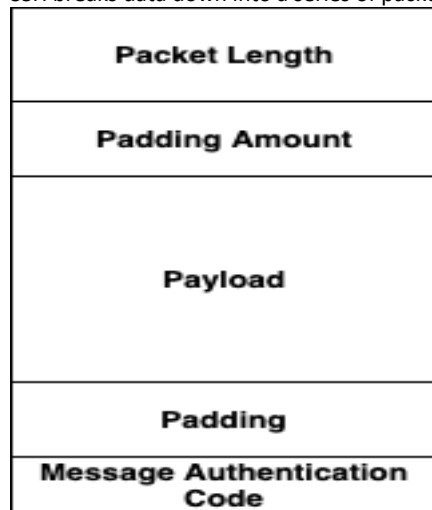 Packet Length
Padding Amount
Payload
Padding
Message Authentication
Code